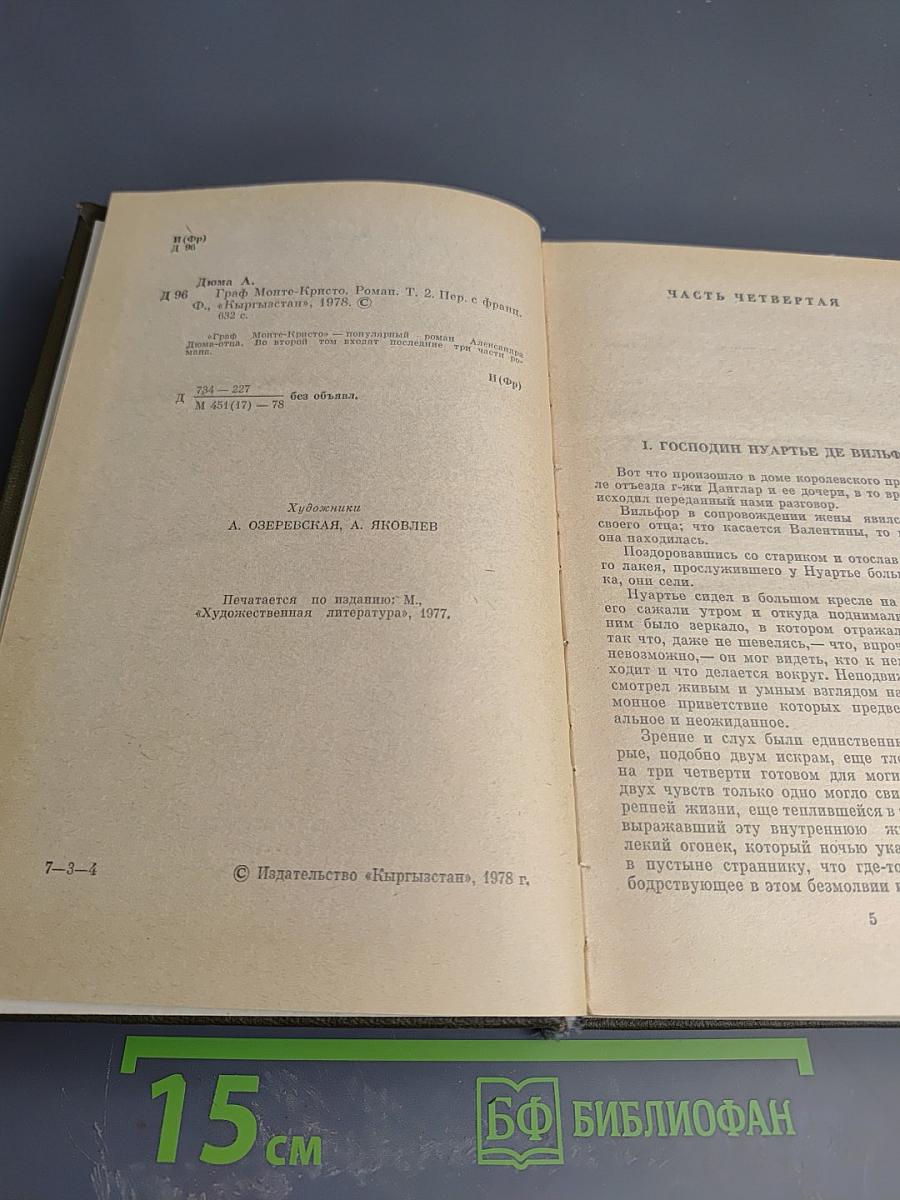 И(Фр)
Д 96
Дюма А.
Д 96 Граф Монте-Кристо. Роман. Т. 2. Пер. с франц.
Ф., «Кыргызстан», 1978. ©
632 с.
«Граф Монте-Кристо» — популярный роман Александра
Дюма-отца. Во второй том входят последние три части ро-
мана.
И(Фр)
Д 734 — 227 без объявл.
М 451(17) — 78
Художники
А. ОЗЕРЕВСКАЯ, А. ЯКОВЛЕВ
Печатается по изданию: М.,
«Художественная литература», 1977.
7—3—4
© Издательство «Кыргызстан», 1978 г.
ЧАСТЬ ЧЕТВЕРТАЯ
I. ГОСПОДИН НУАРТЬЕ ДЕ ВИЛЬФ
Вот что произошло в доме королевского пр
ле отъезда г-жи Данглар и ее дочери, в то вр
исходил переданный нами разговор.
Вильфор в сопровождении жены явилс
своего отца; что касается Валентины, то
она находилась.
Поздоровавшись со стариком и отослав
го лакея, прослужившего у Нуартье боль
ка, они сели.
Нуартье сидел в большом кресле на
его сажали утром и откуда поднимали
ним было зеркало, в котором отражал
так что, даже не шевелясь,— что, впроч
невозможно,— он мог видеть, кто к не
ходит и что делается вокруг. Неподвиж
смотрел живым и умным взглядом на
монное приветствие которых предве
альное и неожиданное.
Зрение и слух были единственн
рые, подобно двум искрам, еще тле
на три четверти готовом для моги
двух чувств только одно могло сви
ренней жизни, еще теплившейся в
выражавший эту внутреннюю ж
лекий огонек, который ночью ука
в пустыне страннику, что где-то
бодрствующее в этом безмолвии
5
15 см
БФ БИБЛИОФАН